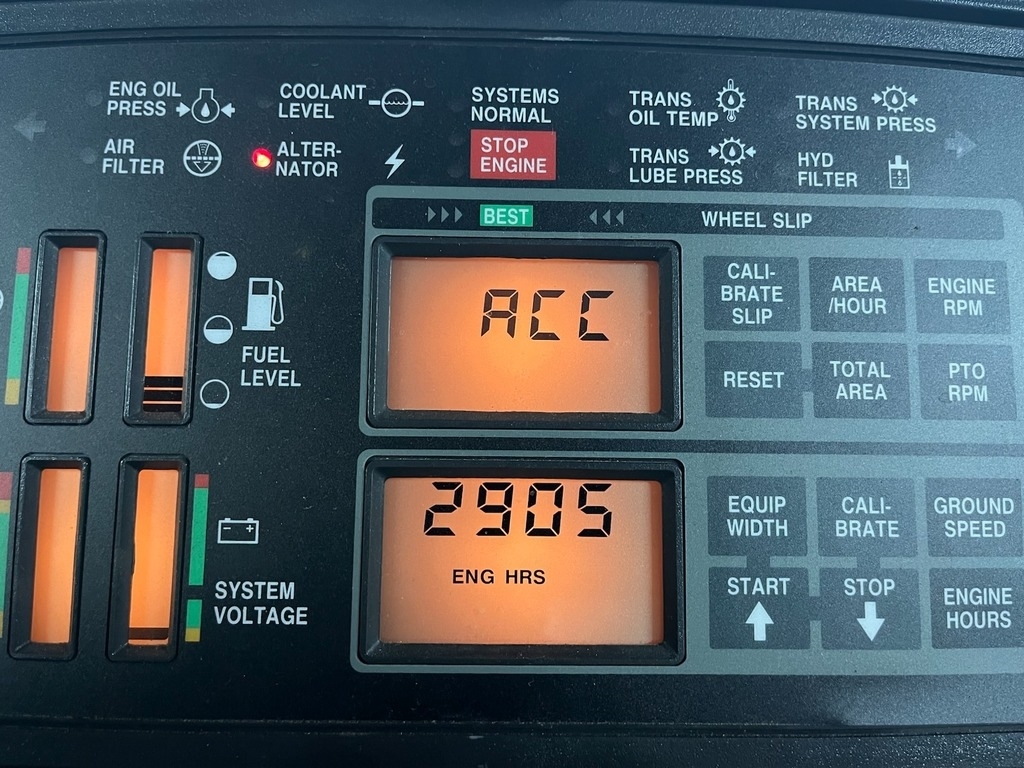 ENG OIL
PRESS
COOLANT
LEVEL
SYSTEMS
NORMAL
TRANS
OIL TEMP
TRANS
SYSTEM PRESS
AIR
FILTER
ALTER-
NATOR
STOP
ENGINE
TRANS
LUBE PRESS
HYD
FILTER
BEST
WHEEL SLIP
FUEL
LEVEL
ACC
CALI-
BRATE
SLIP
AREA
/HOUR
ENGINE
RPM
RESET
TOTAL
AREA
PTO
RPM
SYSTEM
VOLTAGE
2905
ENG HRS
EQUIP
WIDTH
CALI-
BRATE
GROUND
SPEED
START
STOP
ENGINE
HOURS